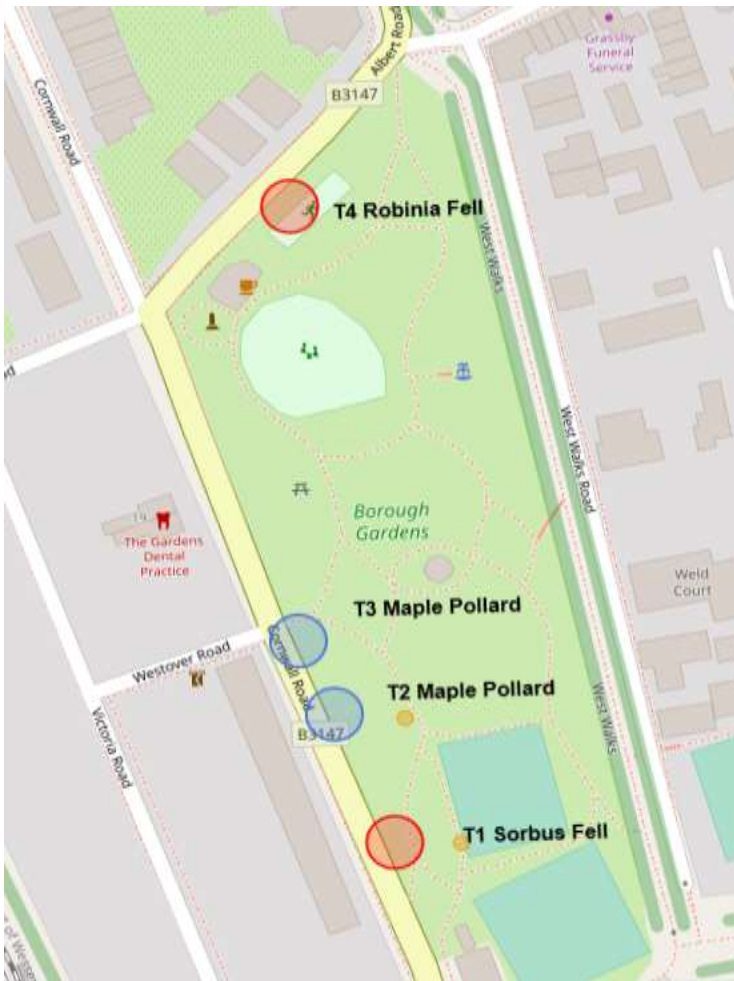 Grassby
Funeral
Service
Albert Road
B3147
Cornwall Road
T4 Robinia Fell
West Walks
West Walks Road
Borough
Gardens
19
The Gardens
Dental
Practice
Weld
Court
T3 Maple Pollard
Westover Road
Cornwall Road
T2 Maple Pollard
West Walks
B3147
Victoria Road
T1 Sorbus Fell